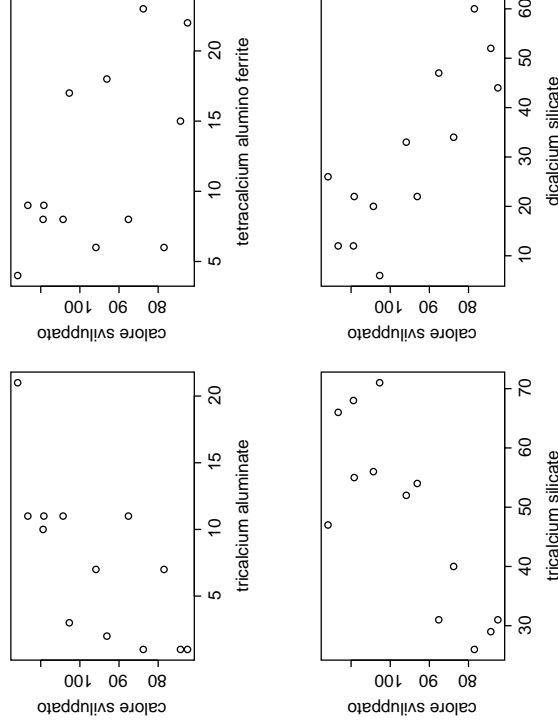 100 90 80
calore sviluppato
5 10 15 20
tetracalcium alumino ferrite
100 90 80
calore sviluppato
10 20 30 40 50 60
dicalcium silicate
100 90 80
calore sviluppato
5 10 15 20
tricalcium aluminate
100 90 80
calore sviluppato
30 40 50 60 70
tricalcium silicate